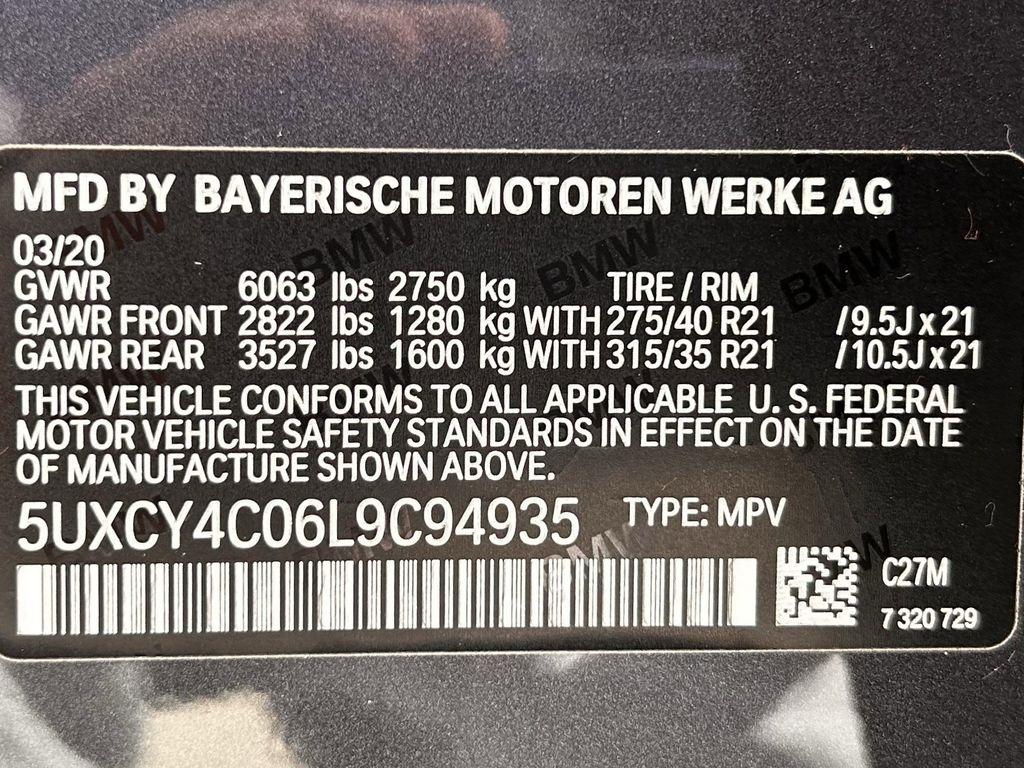 MFD BY BAYERISCHE MOTOREN WERKE AG
03/20
GVWR 6063 lbs 2750 kg TIRE / RIM
GAWR FRONT 2822 lbs 1280 kg WITH 275/40 R21 /9.5J x 21
GAWR REAR 3527 lbs 1600 kg WITH 315/35 R21 /10.5J x 21
THIS VEHICLE CONFORMS TO ALL APPLICABLE U. S. FEDERAL
MOTOR VEHICLE SAFETY STANDARDS IN EFFECT ON THE DATE
OF MANUFACTURE SHOWN ABOVE.
5UXCY4C06L9C94935 TYPE: MPV
C27M
7 320 729